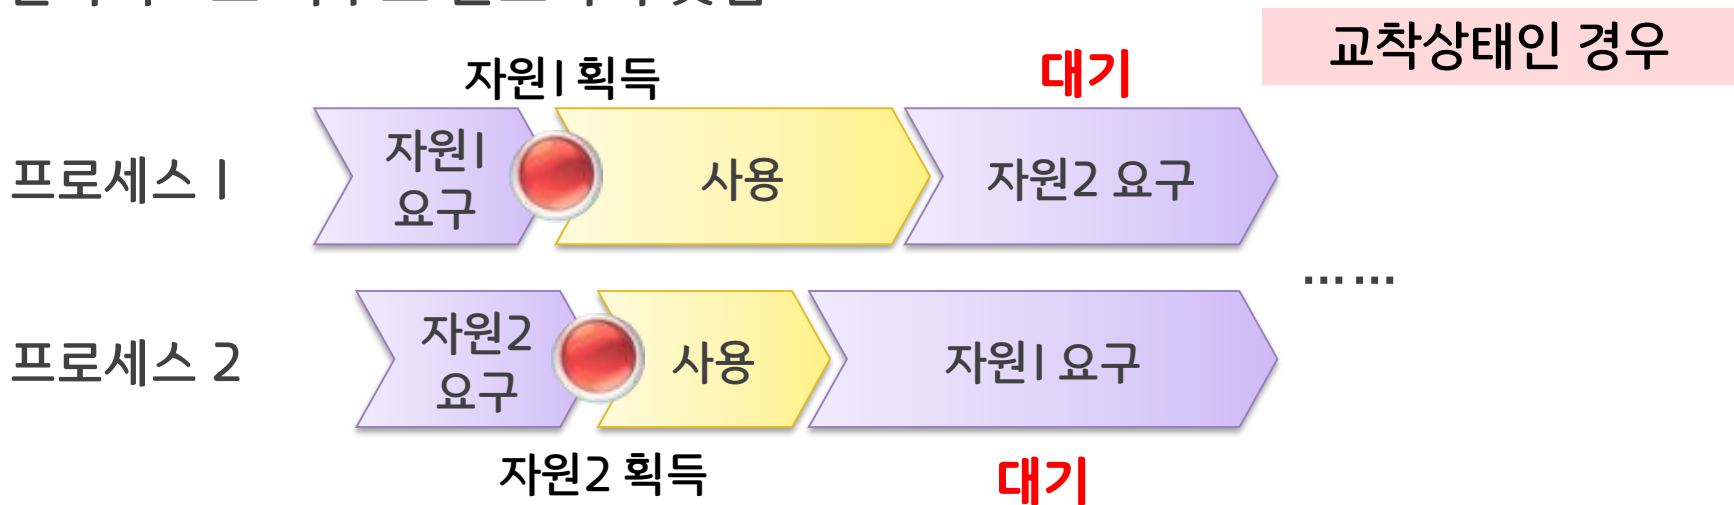 교착상태인 경우
자원1 획득
대기
프로세스 1
자원1
요구
사용
자원2 요구
......
프로세스 2
자원2
요구
사용
자원1 요구
자원2 획득
대기